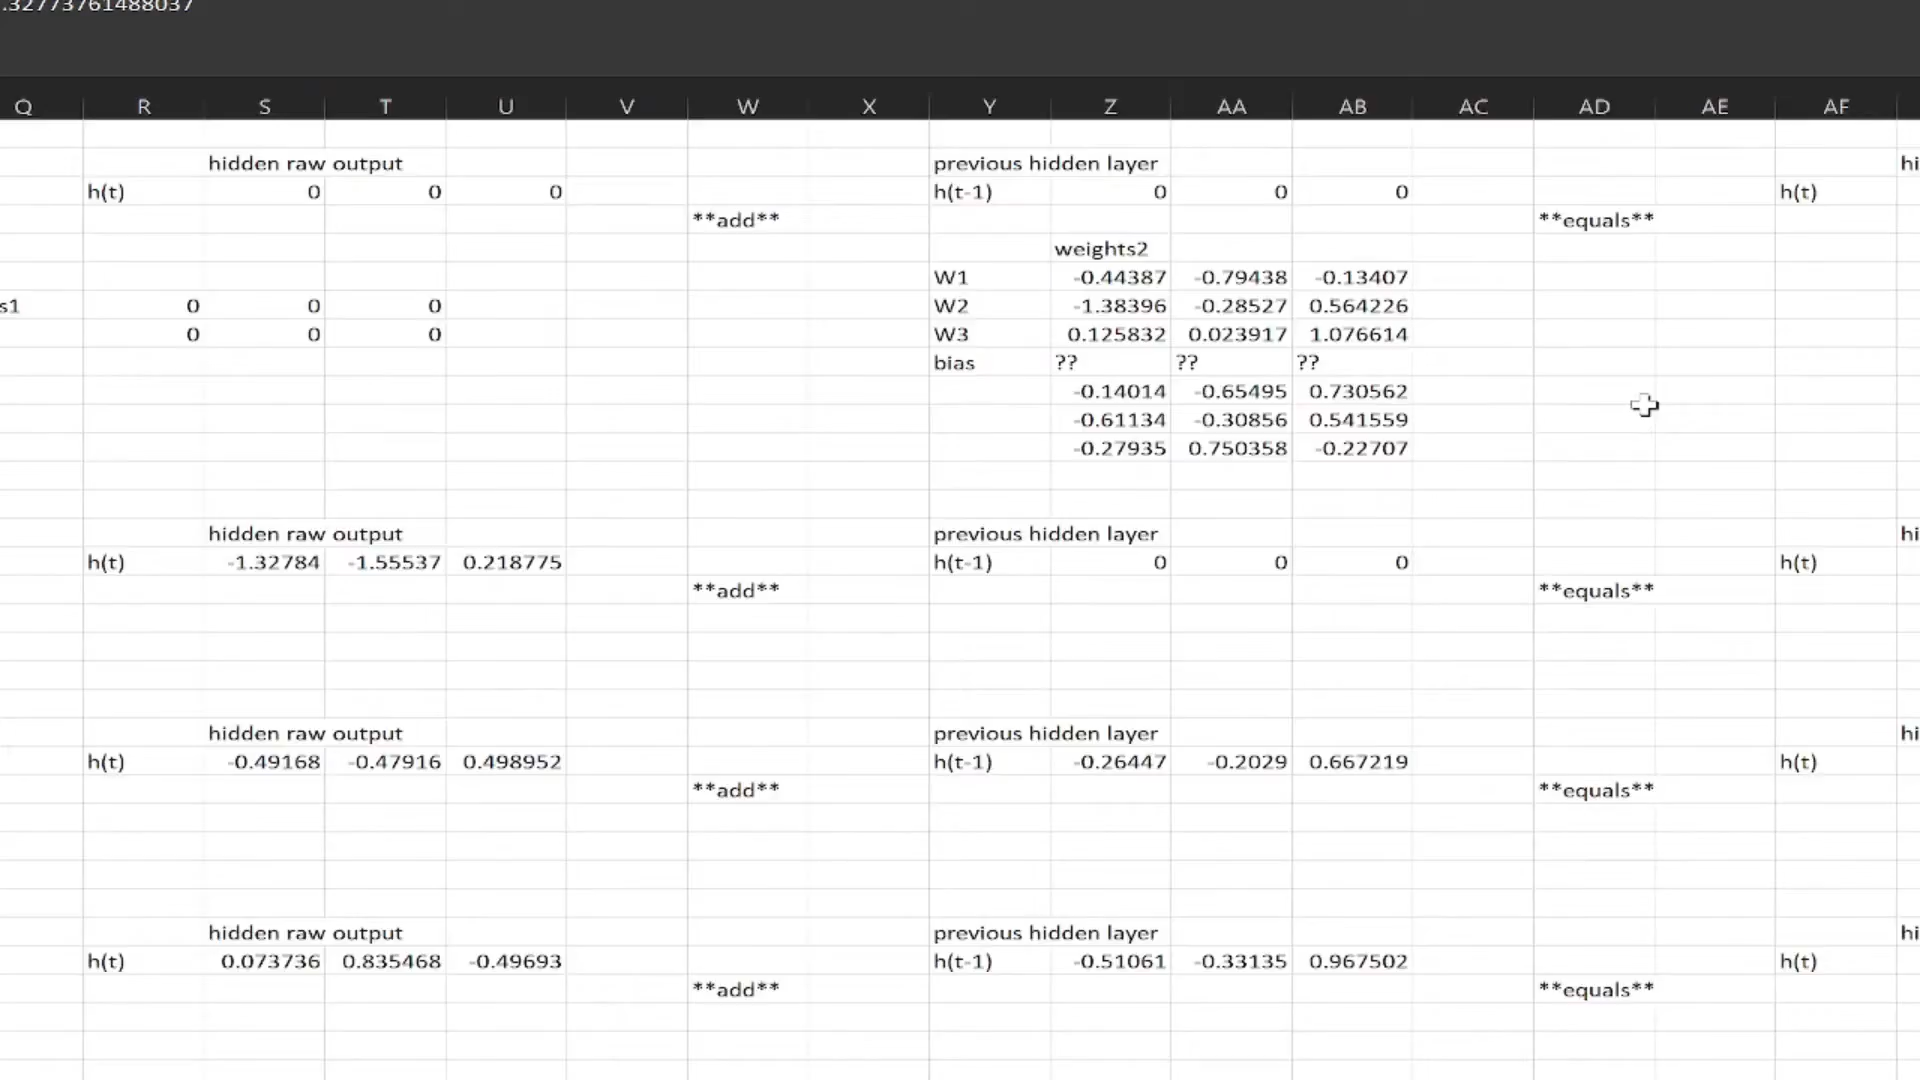 .32773761488037
Q R S T U V W X Y Z AA AB AC AD AE AF
hidden raw output previous hidden layer hi
h(t) 0 0 0 h(t-1) 0 0 0 h(t)
**add** **equals**
weights2
W1 -0.44387 -0.79438 -0.13407
s1 0 0 0 W2 -1.38396 -0.28527 0.564226
0 0 0 W3 0.125832 0.023917 1.076614
bias ?? ?? ??
-0.14014 -0.65495 0.730562
-0.61134 -0.30856 0.541559
-0.27935 0.750358 -0.22707
hidden raw output previous hidden layer hi
h(t) -1.32784 -1.55537 0.218775 h(t-1) 0 0 0 h(t)
**add** **equals**
hidden raw output previous hidden layer hi
h(t) -0.49168 -0.47916 0.498952 h(t-1) -0.26447 -0.2029 0.667219 h(t)
**add** **equals**
hidden raw output previous hidden layer hi
h(t) 0.073736 0.835468 -0.49693 h(t-1) -0.51061 -0.33135 0.967502 h(t)
**add** **equals**